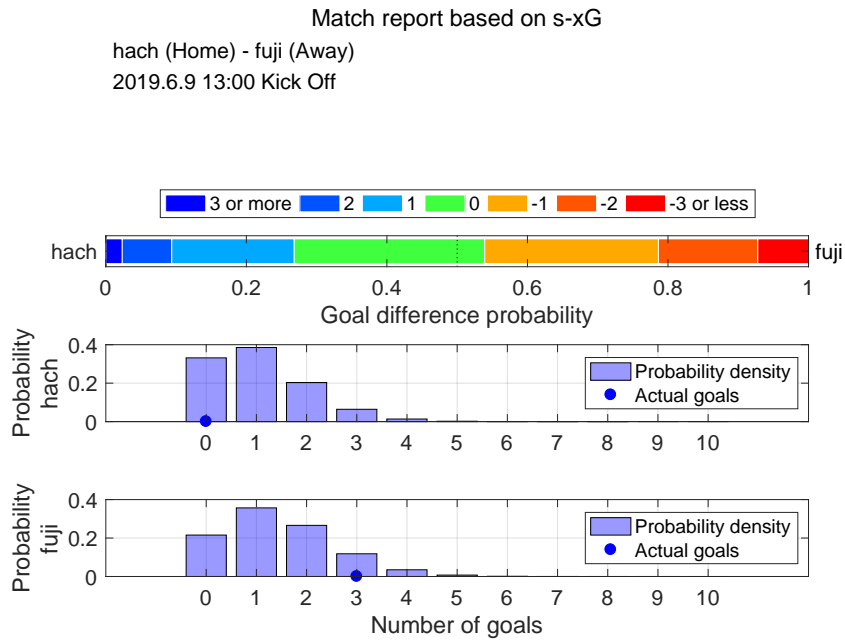 Match report based on s-xG
hach (Home) - fuji (Away)
2019.6.9 13:00 Kick Off
3 or more 2 1 0 -1 -2 -3 or less
hach fuji
0 0.2 0.4 0.6 0.8 1
Goal difference probability
Probability
hach
0.4
0.2
0
Probability density
Actual goals
0 1 2 3 4 5 6 7 8 9 10
Probability
fuji
0.4
0.2
0
Probability density
Actual goals
0 1 2 3 4 5 6 7 8 9 10
Number of goals